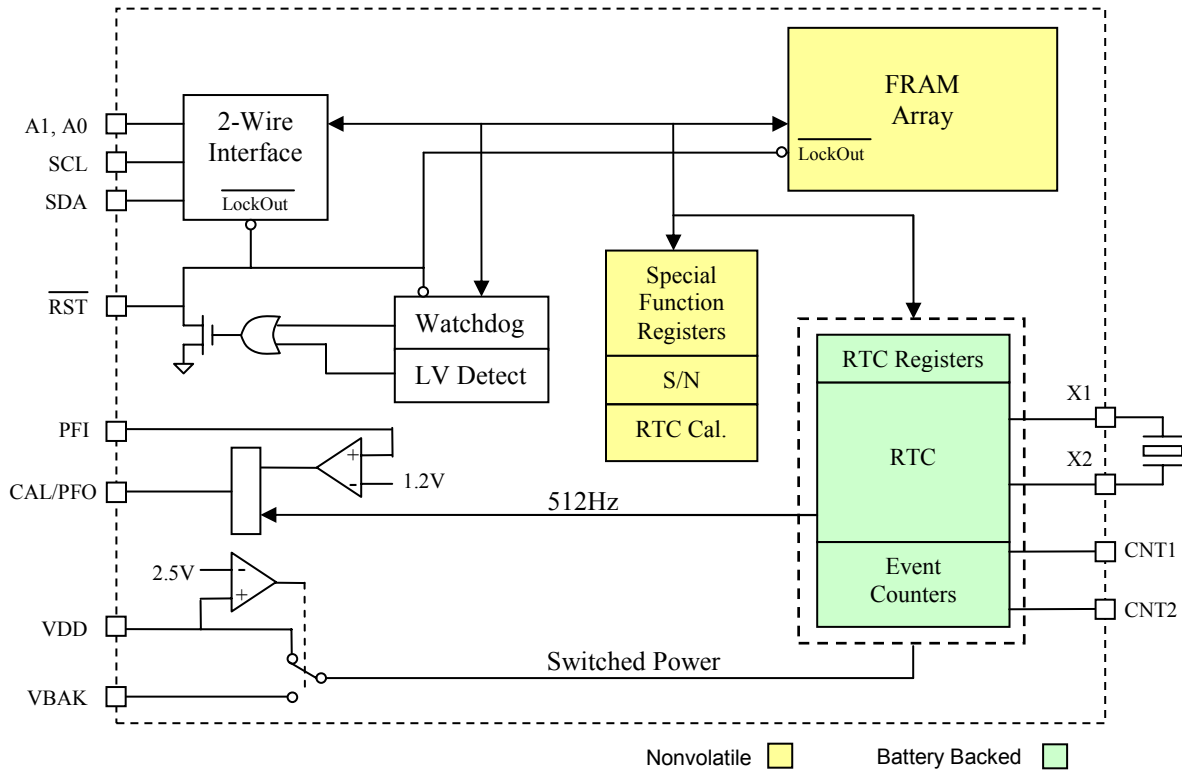 A1, A0
SCL
SDA
RST
PFI
CAL/PFO
VDD
VBAK
2-Wire
Interface
LockOut
FRAM
Array
LockOut
Watchdog
LV Detect
Special
Function
Registers
S/N
RTC Cal.
RTC Registers
RTC
Event
Counters
X1
X2
CNT1
CNT2
+
-
1.2V
512Hz
2.5V
-
+
Switched Power
Nonvolatile
Battery Backed